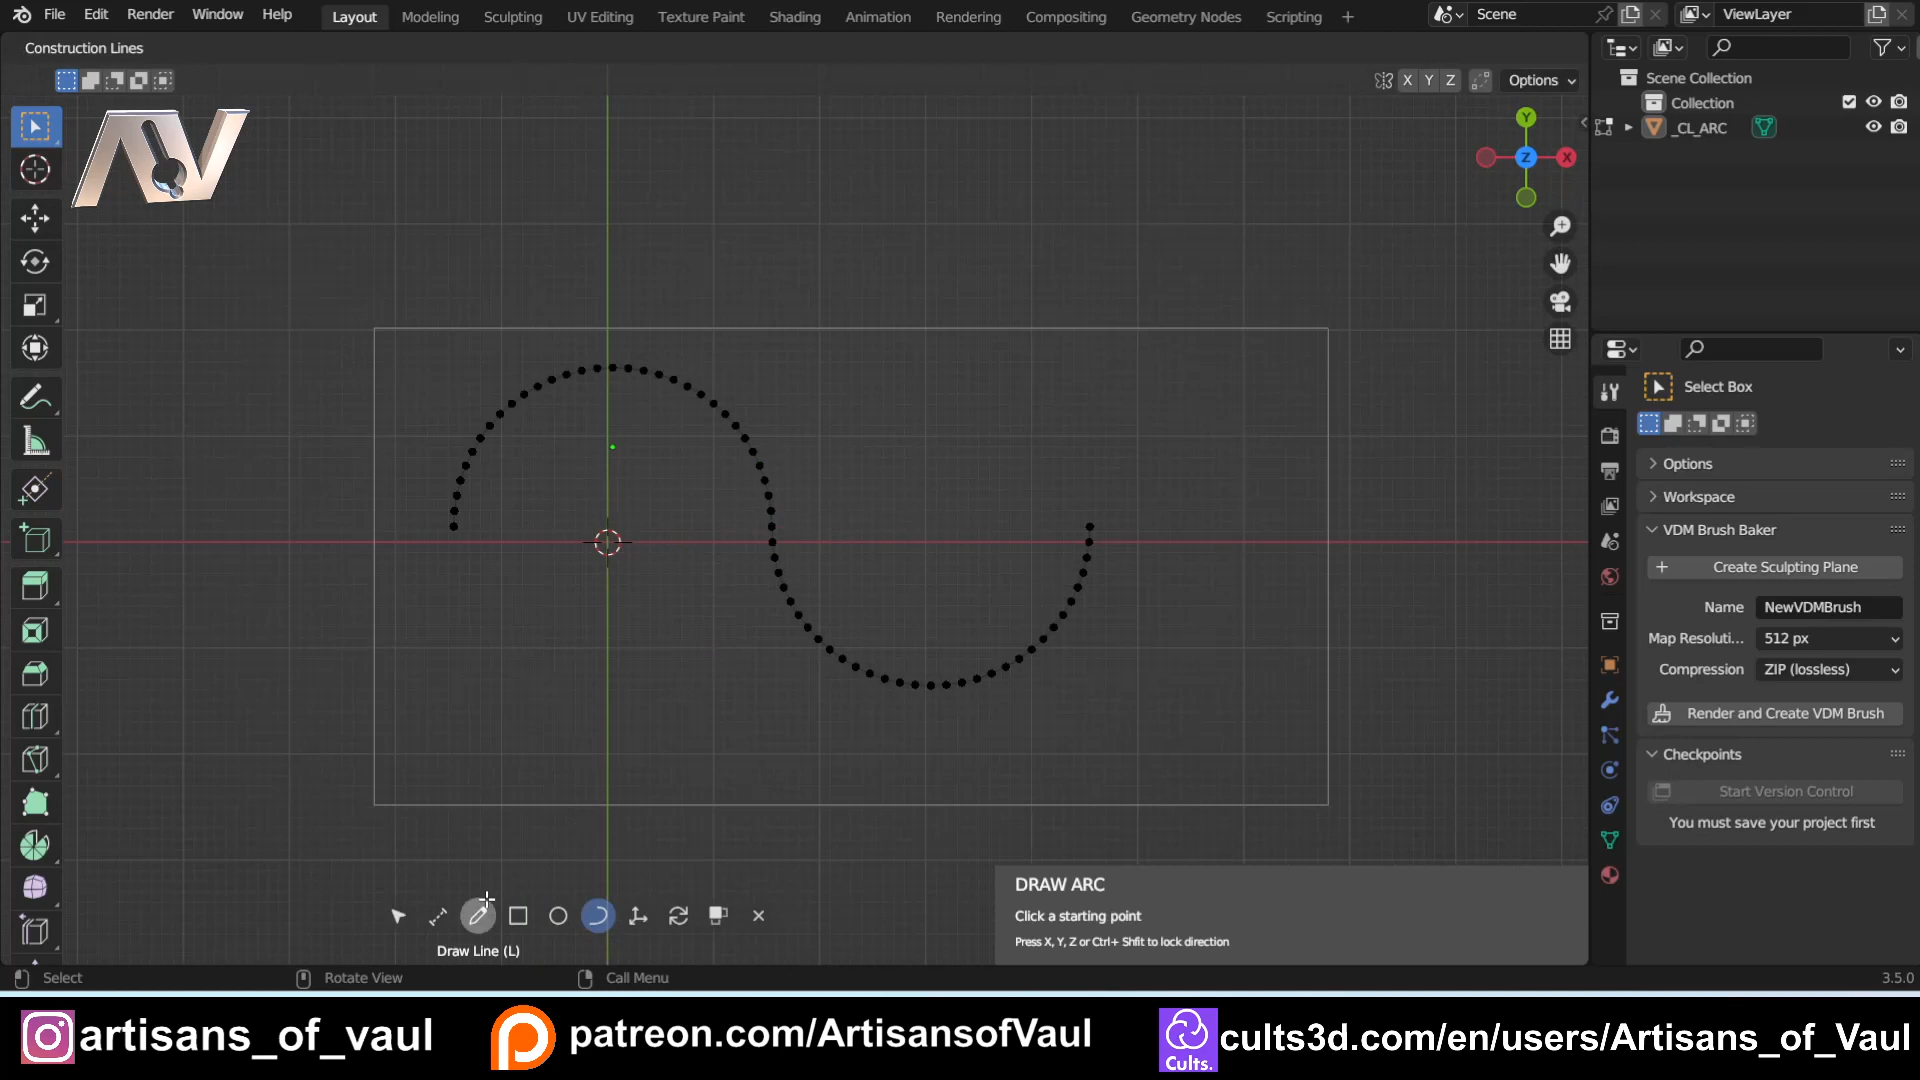 File Edit Render Window Help Layout Modeling Sculpting UV Editing Texture Paint Shading Animation Rendering Compositing Geometry Nodes Scripting + Scene ViewLayer
Construction Lines
X Y Z Options
Scene Collection
Collection
_CL_ARC
Y
Z X
Select Box
Options
Workspace
VDM Brush Baker
Create Sculpting Plane
Name NewVDMBrush
Map Resoluti... 512 px
Compression ZIP (lossless)
Render and Create VDM Brush
Checkpoints
Start Version Control
You must save your project first
DRAW ARC
Click a starting point
Press X, Y, Z or Ctrl+ Shfit to lock direction
Draw Line (L)
Select Rotate View Call Menu 3.5.0
artisans_of_vaul patreon.com/ArtisansofVaul cults3d.com/en/users/Artisans_of_Vaul
Cults.